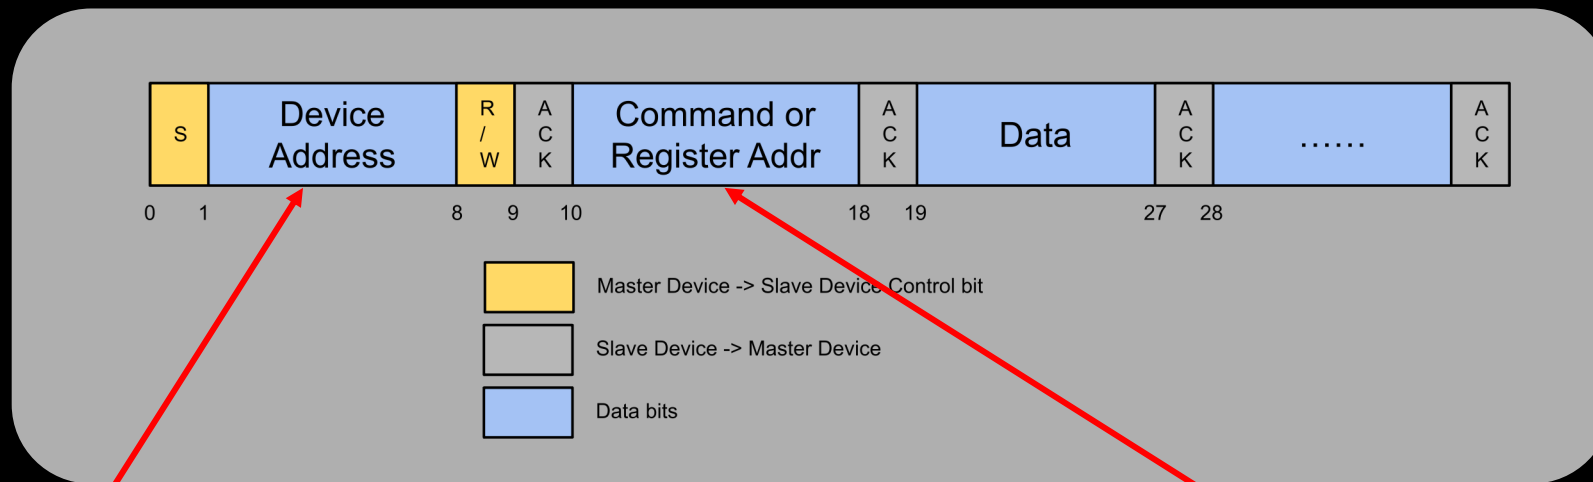 S
Device
Address
R
/
W
A
C
K
Command or
Register Addr
A
C
K
Data
A
C
K
......
A
C
K
0 1 8 9 10 18 19 27 28
Master Device -> Slave Device Control bit
Slave Device -> Master Device
Data bits